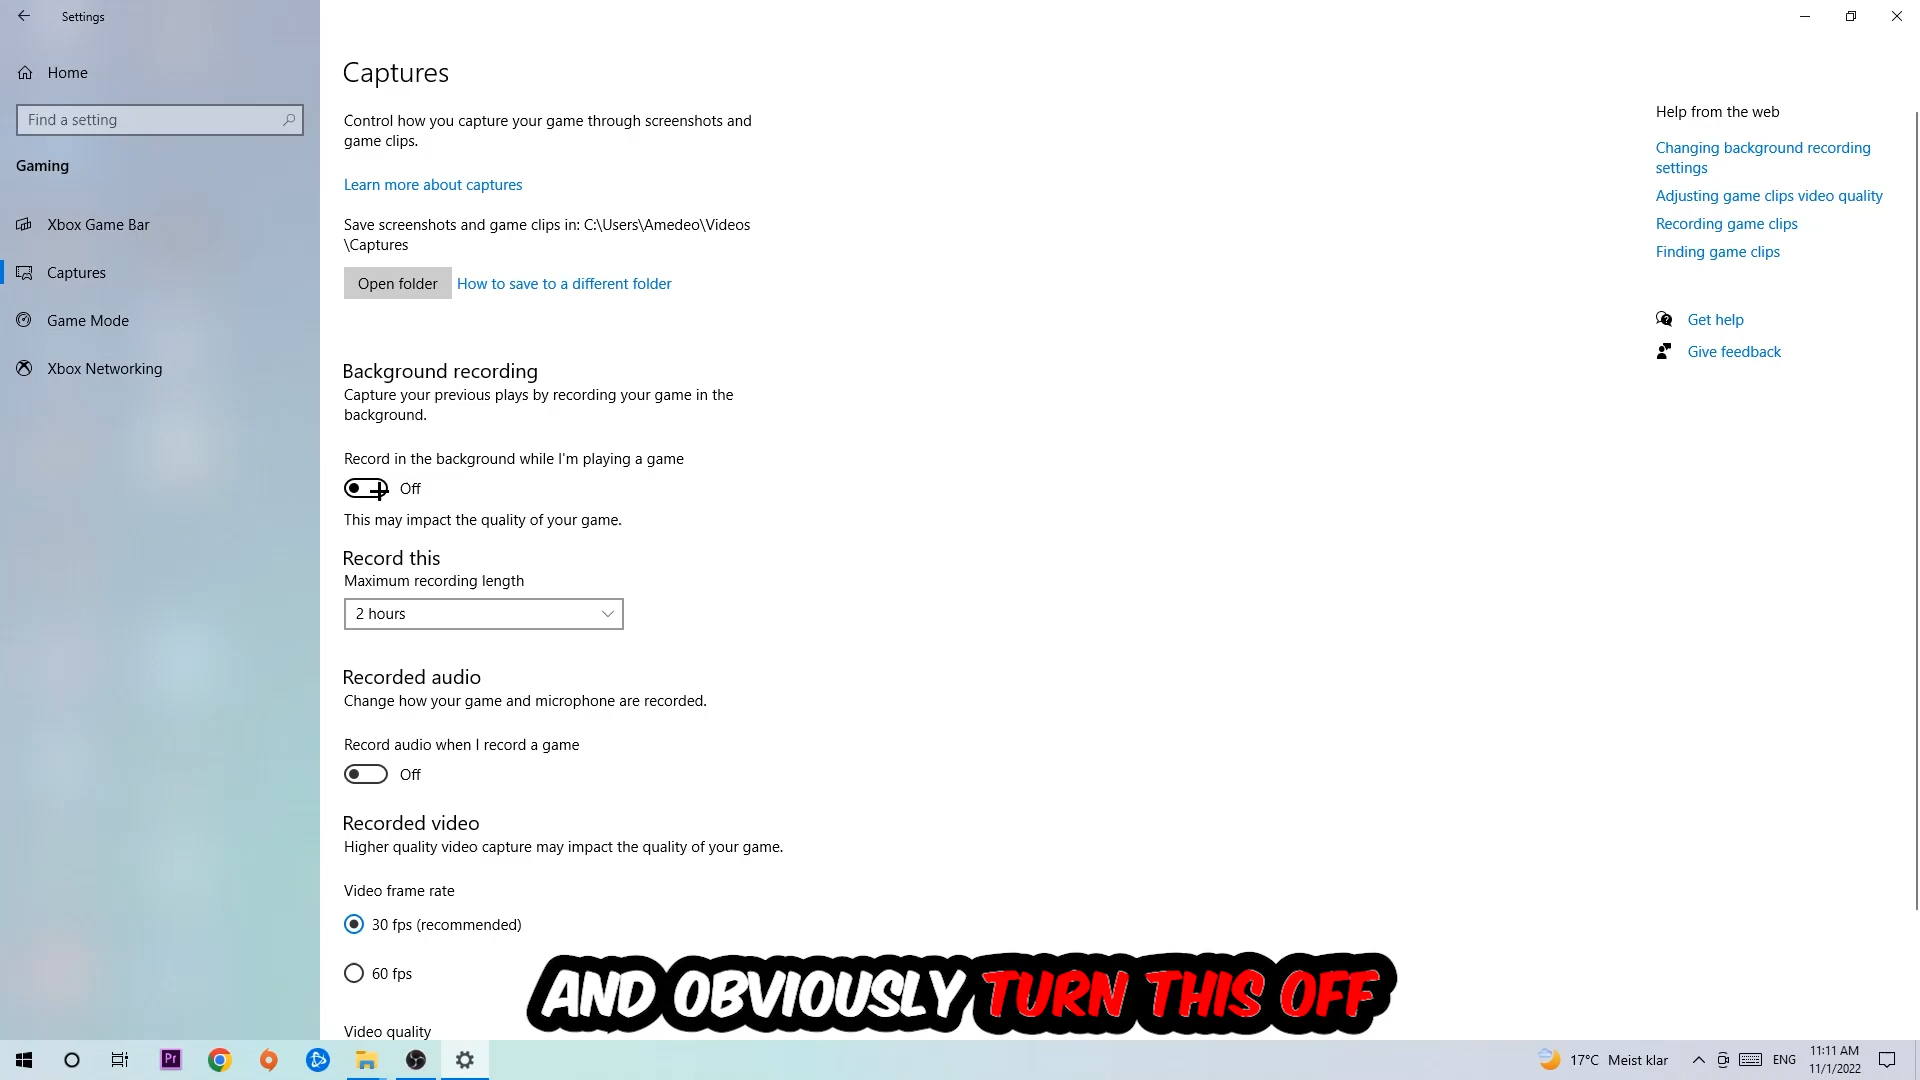 Settings
Home
Find a setting
Gaming
Xbox Game Bar
Captures
Game Mode
Xbox Networking
Captures
Control how you capture your game through screenshots and
game clips.
Learn more about captures
Save screenshots and game clips in: C:\Users\Amedeo\Videos
\Captures
Open folder
How to save to a different folder
Background recording
Capture your previous plays by recording your game in the
background.
Record in the background while I'm playing a game
Off
This may impact the quality of your game.
Record this
Maximum recording length
2 hours
Recorded audio
Change how your game and microphone are recorded.
Record audio when I record a game
Off
Recorded video
Higher quality video capture may impact the quality of your game.
Video frame rate
30 fps (recommended)
60 fps
Video quality
Help from the web
Changing background recording
settings
Adjusting game clips video quality
Recording game clips
Finding game clips
Get help
Give feedback
AND OBVIOUSLY TURN THIS OFF
Pr
17°C Meist klar
ENG
11:11 AM
11/1/2022